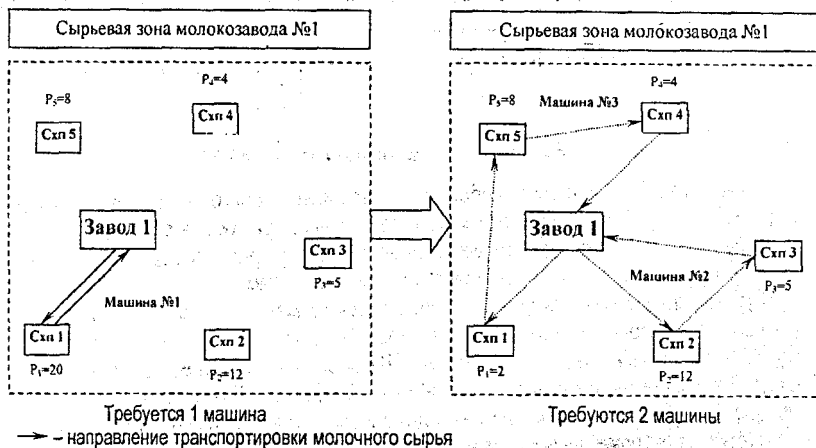 Сырьевая зона молокозавода №1
P₄=4
P₅=8
Схп 4
Схп 5
Завод 1
Схп 3
P₃=5
Машина №1
Схп 1
Схп 2
P₁=20
P₂=12
Требуется 1 машина
Сырьевая зона молокозавода №1
P₄=4
P₅=8
Машина №3
Схп 4
Схп 5
Завод 1
Схп 3
Машина №2
P₃=5
Схп 1
Схп 2
P₁=2
P₂=12
Требуются 2 машины
– направление транспортировки молочного сырья